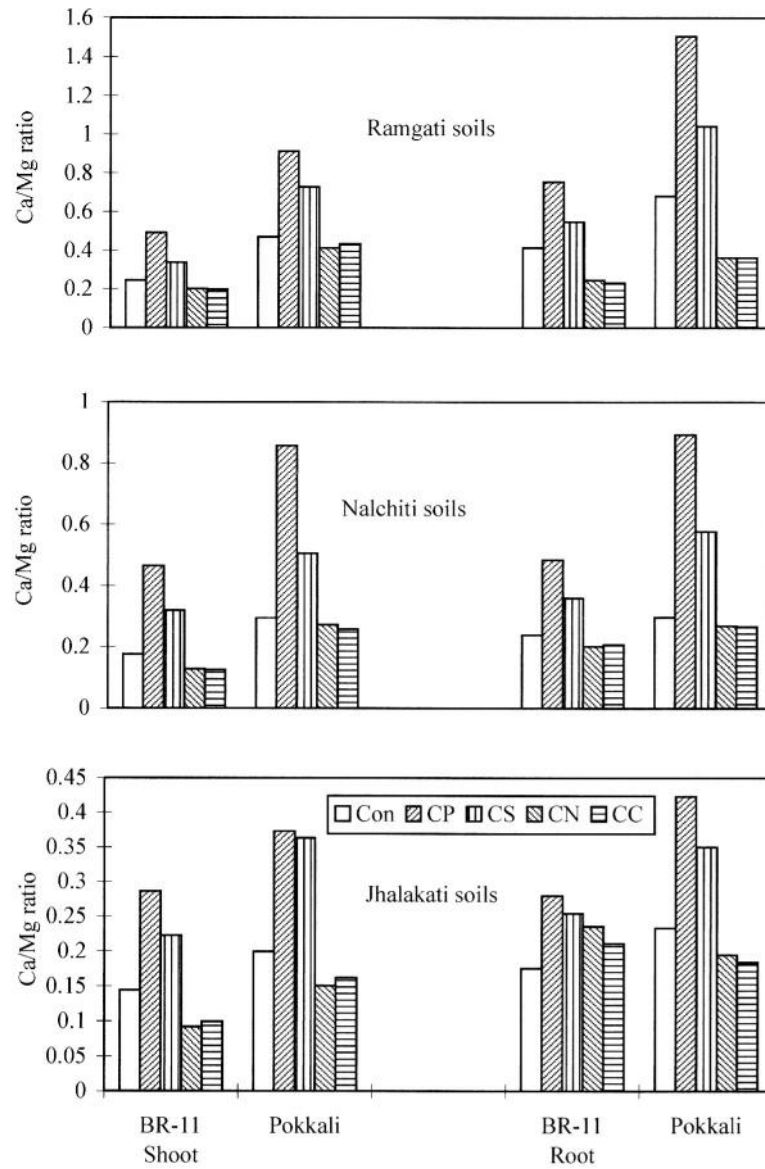 1.6
1.4
1.2
1
0.8
0.6
0.4
0.2
0
Ca/Mg ratio
Ramgati soils
1
0.8
0.6
0.4
0.2
0
Ca/Mg ratio
Nalchiti soils
0.45
0.4
0.35
0.3
0.25
0.2
0.15
0.1
0.05
0
Ca/Mg ratio
Con CP CS CN CC
Jhalakati soils
BR-11 Pokkali BR-11 Pokkali
Shoot Root